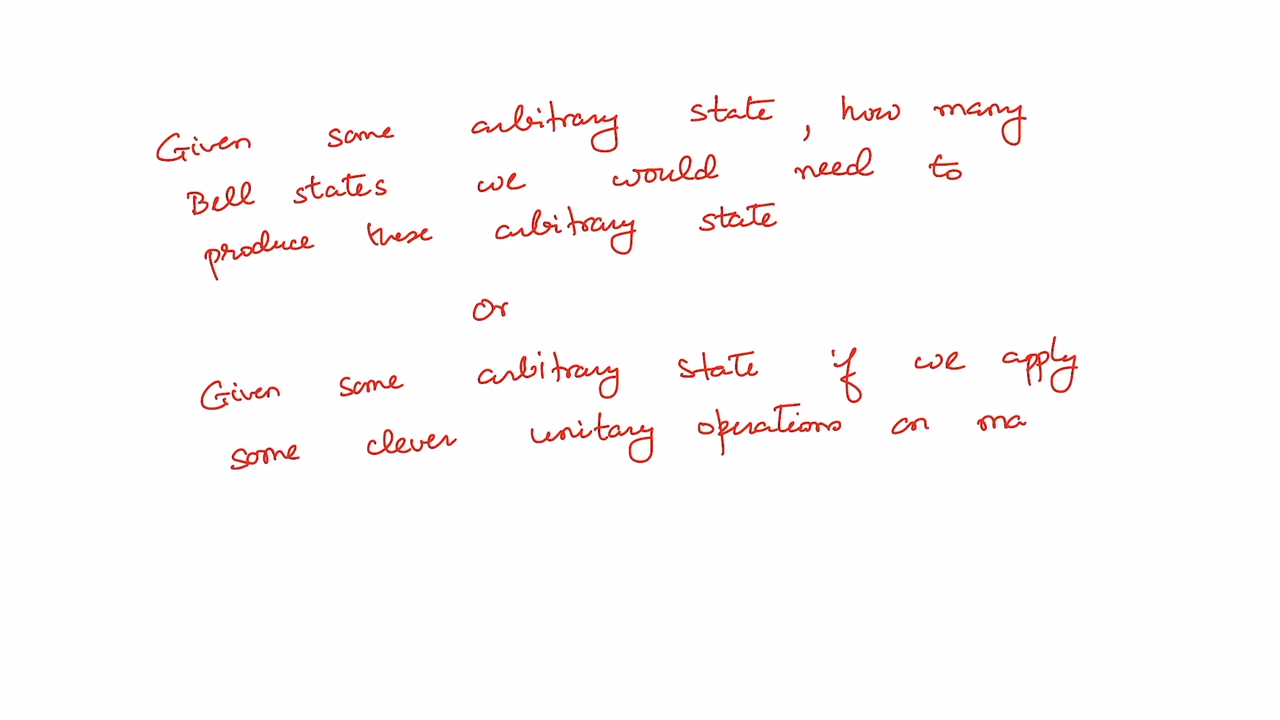 Given some arbitrary state, how many
Bell states we would need to
produce these arbitrary state
Or
Given some arbitrary state if we apply
some clever unitary operations on ma